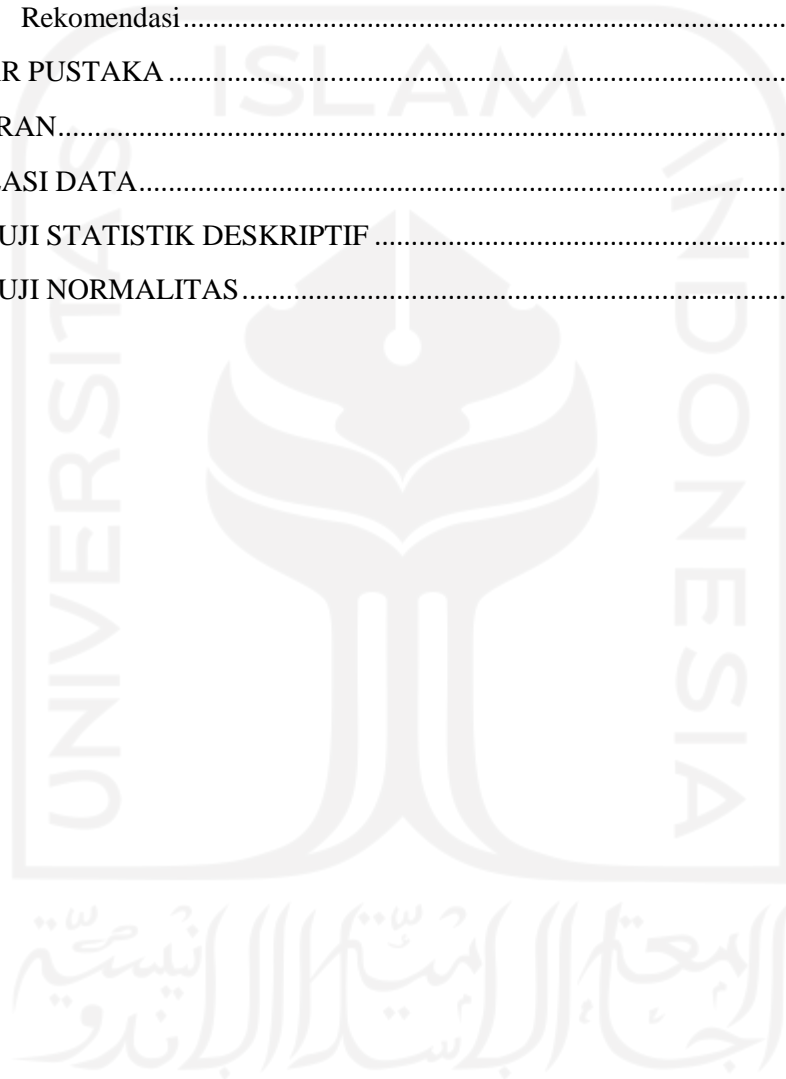 Rekomendasi........................................................................................................
R PUSTAKA........................................................................................................
RAN........................................................................................................
ASI DATA........................................................................................................
UJI STATISTIK DESKRIPTIF........................................................................................................
UJI NORMALITAS........................................................................................................
ISLAM
UNIVERSITAS
INDONESIA